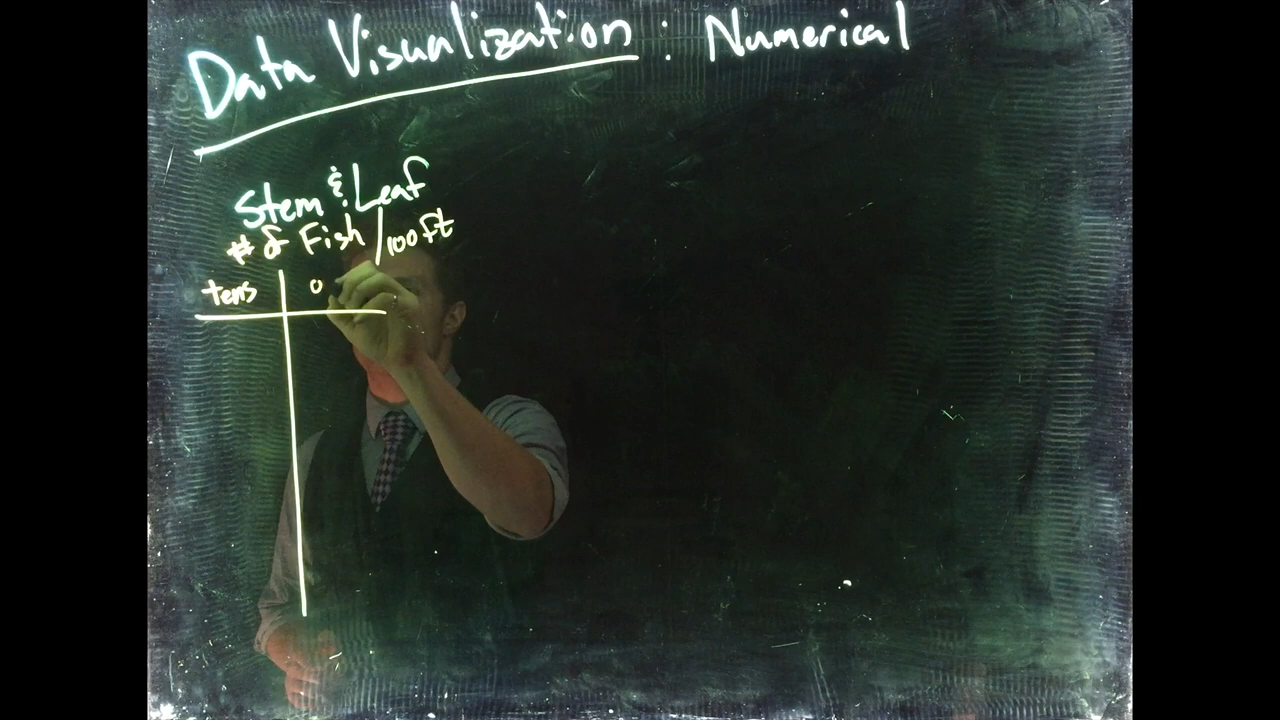 Data Visualization : Numerical
Stem & Leaf
# of Fish / 100 ft
tens o